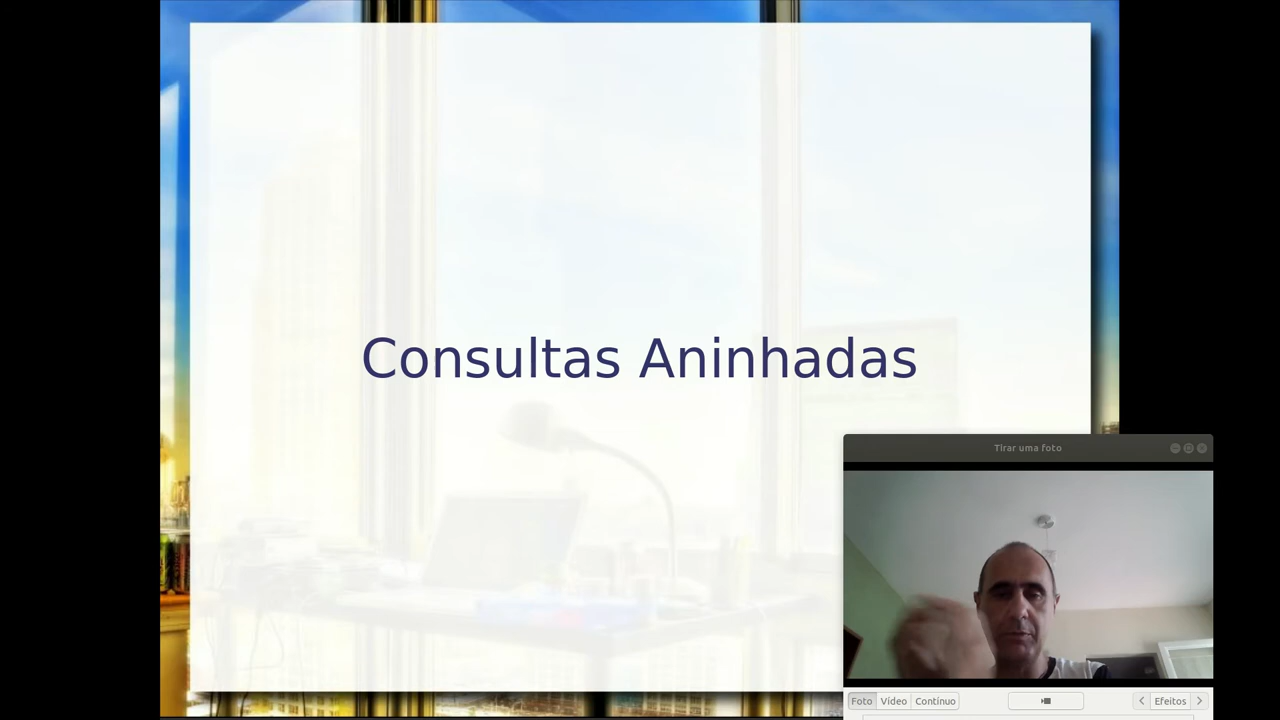 Consultas Aninhadas
Tirar uma foto
Foto Vídeo Contínuo Efeitos